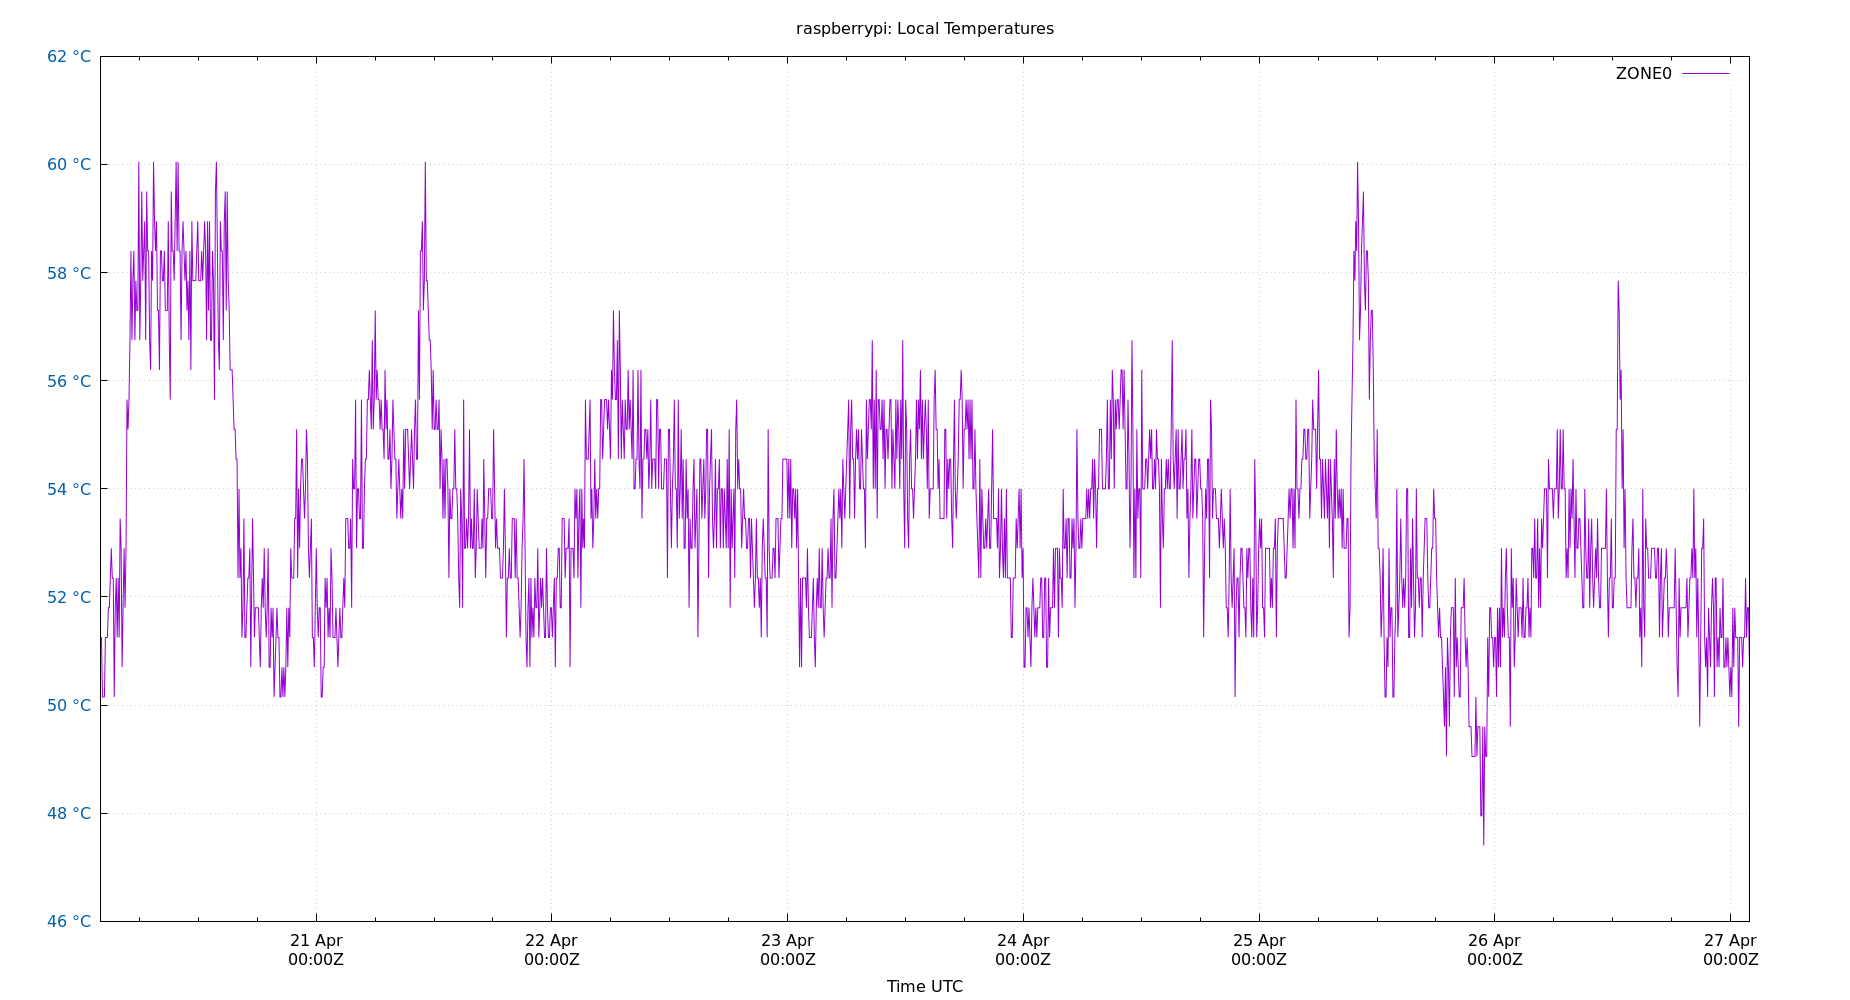 raspberrypi: Local Temperatures
62 °C
ZONE0
60 °C
58 °C
56 °C
54 °C
52 °C
50 °C
48 °C
46 °C
21 Apr 22 Apr 23 Apr 24 Apr 25 Apr 26 Apr 27 Apr
00:00Z 00:00Z 00:00Z 00:00Z 00:00Z 00:00Z 00:00Z
Time UTC